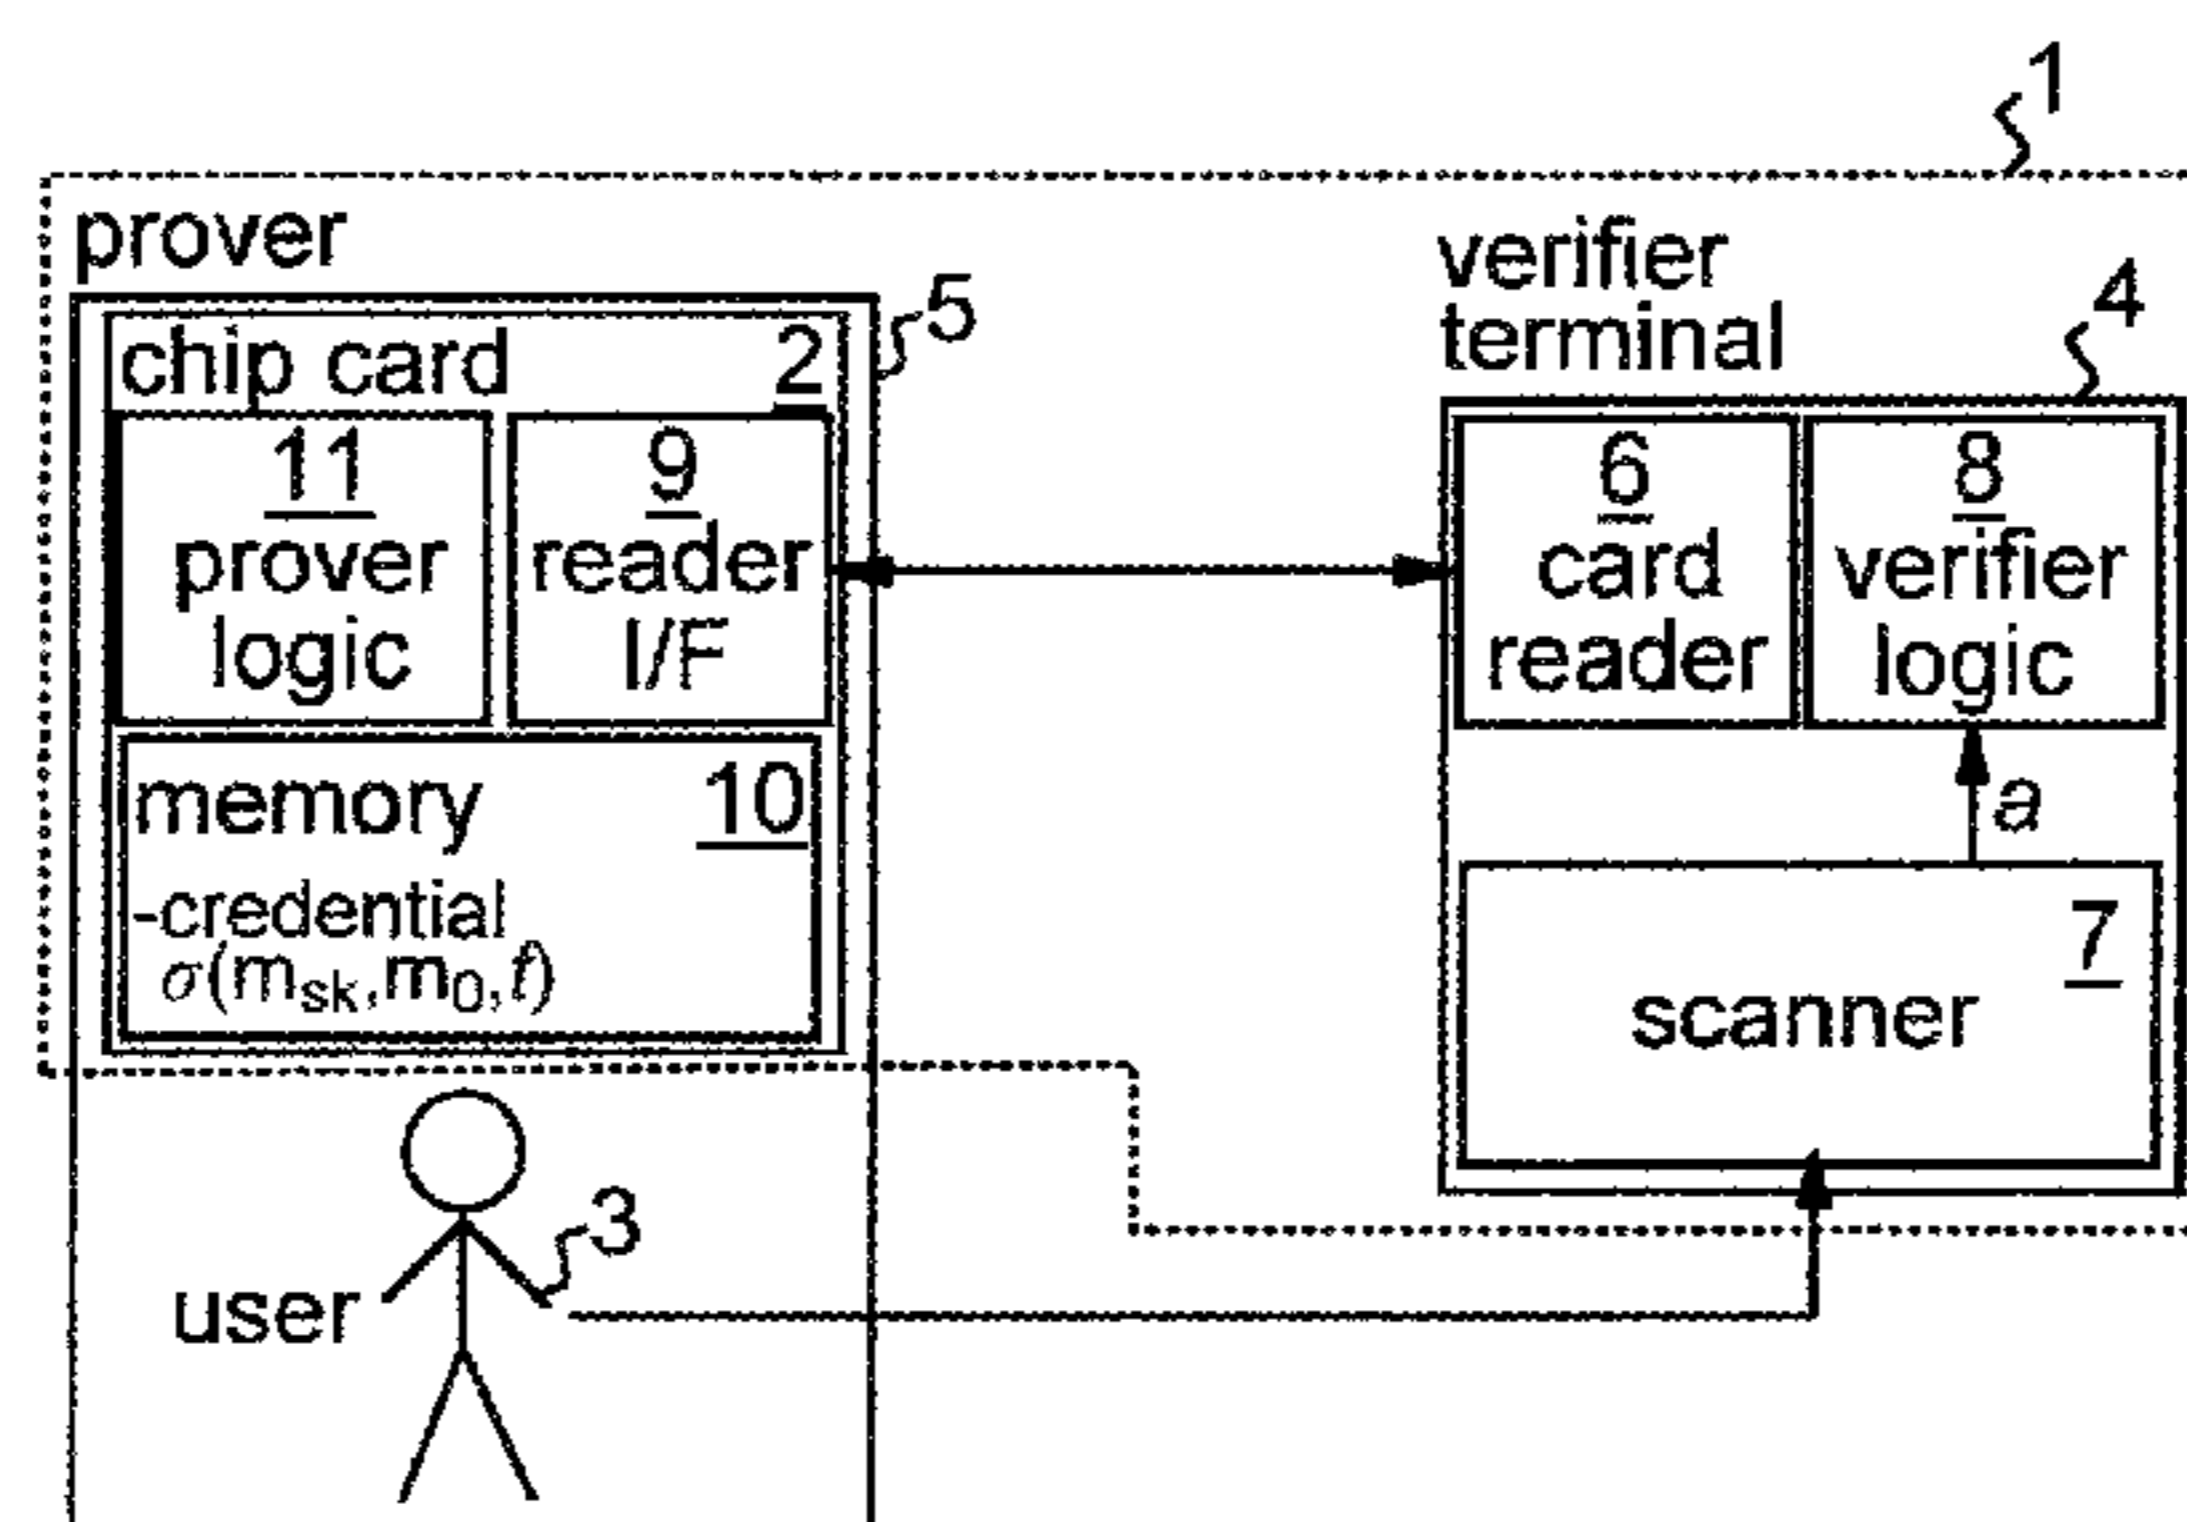 1
prover
verifier
terminal
5
4
chip card 2
11
prover
logic
9
reader
I/F
6
card
reader
8
verifier
logic
memory 10
-credential
σ(m_sk,m_0,f)
a
7
scanner
3
user